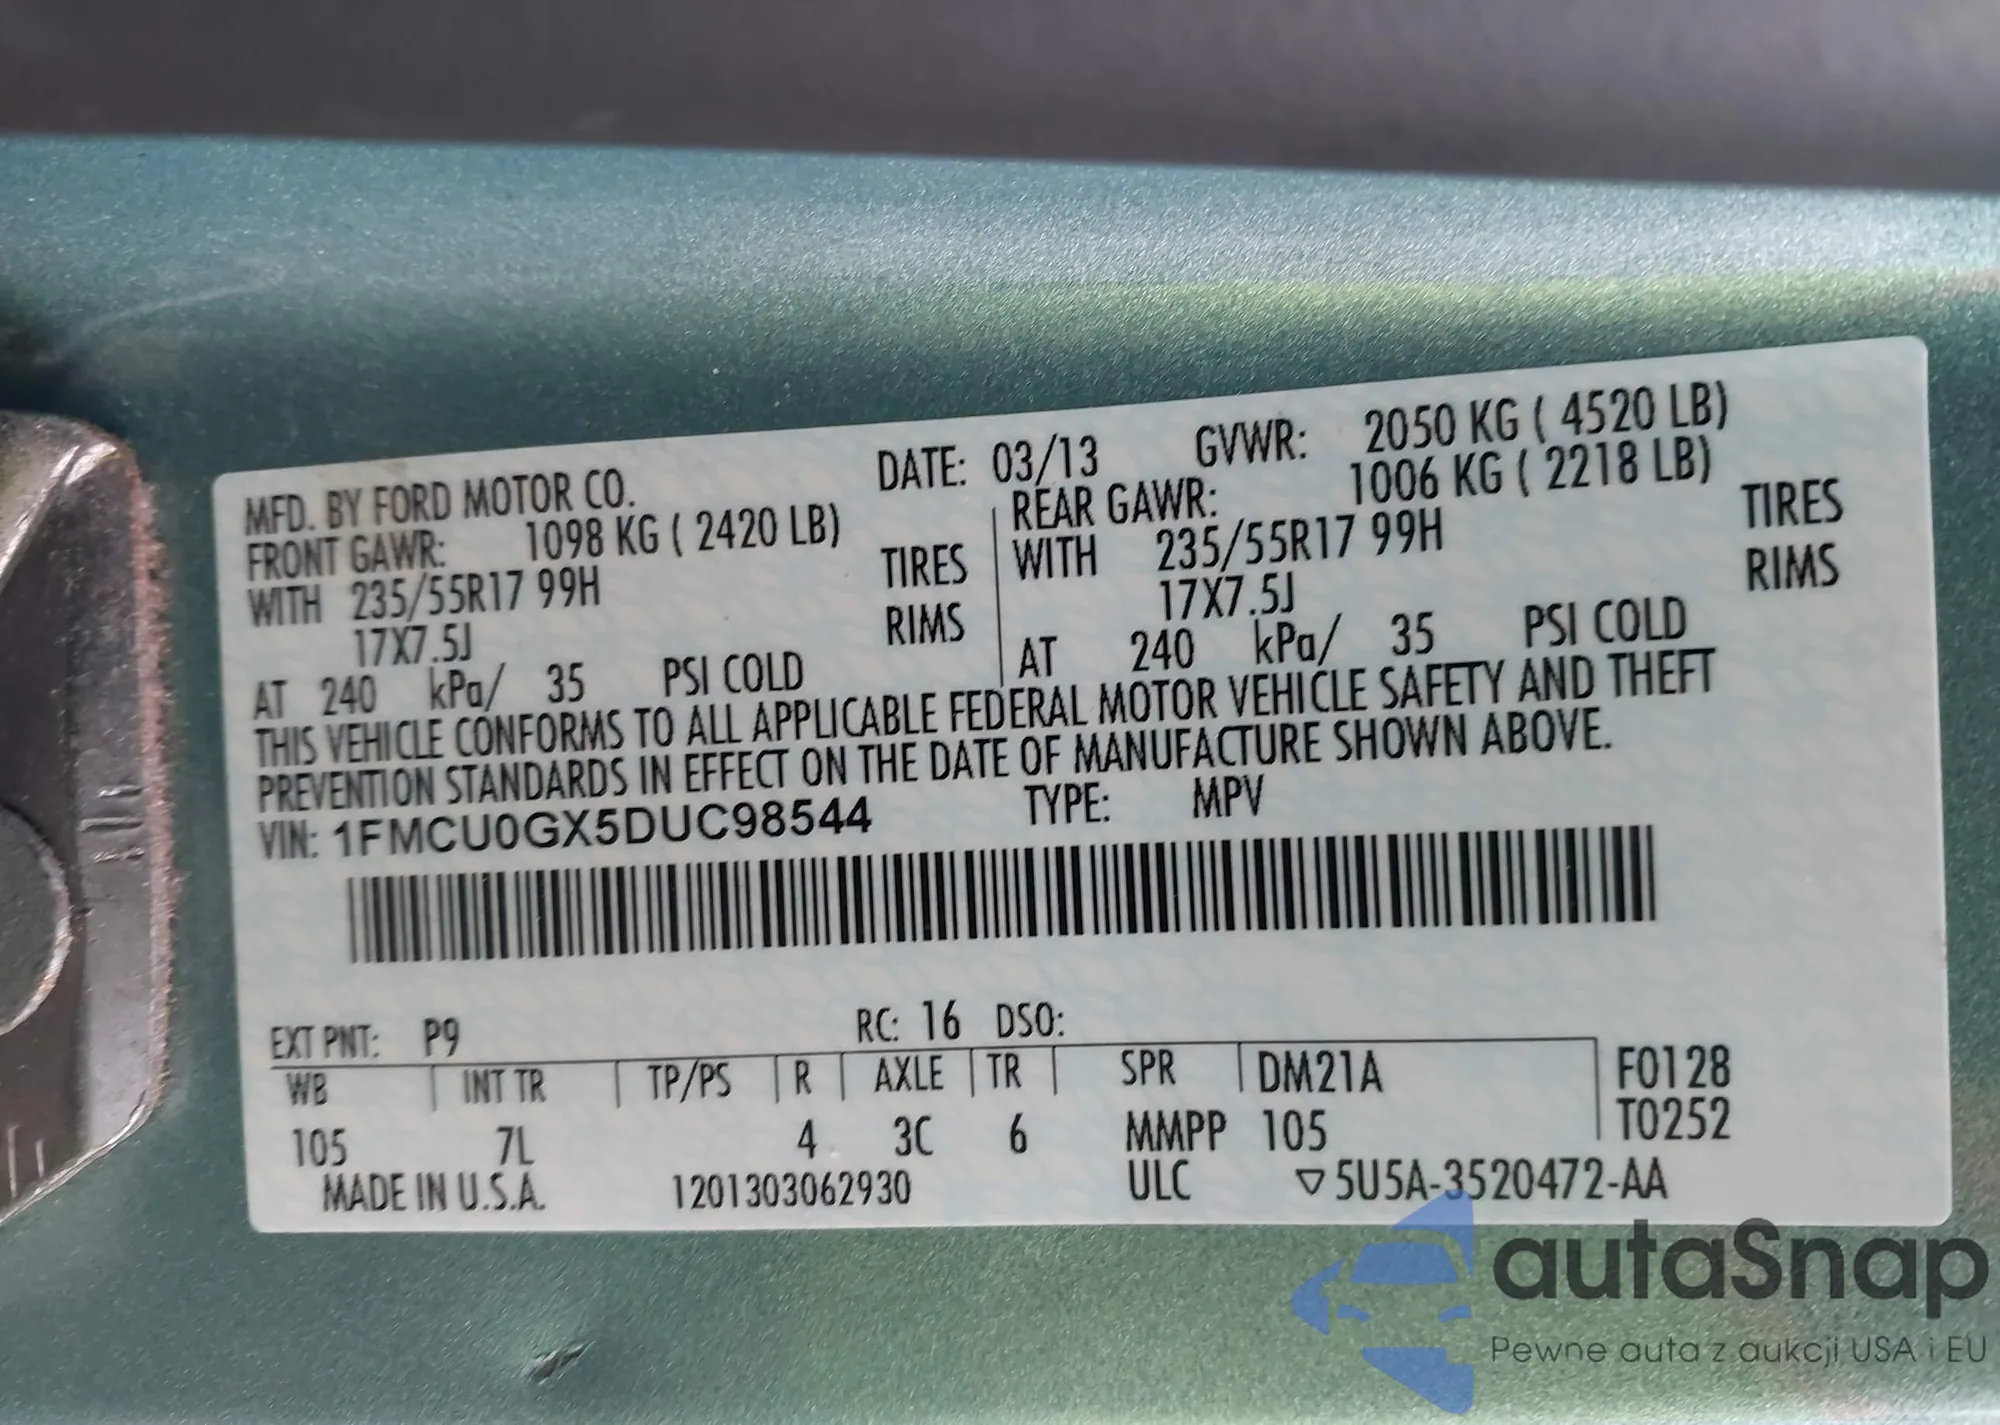 MFD. BY FORD MOTOR CO. DATE: 03/13 GVWR: 2050 KG ( 4520 LB)
FRONT GAWR: 1098 KG ( 2420 LB) REAR GAWR: 1006 KG ( 2218 LB)
WITH 235/55R17 99H TIRES WITH 235/55R17 99H TIRES
17X7.5J RIMS 17X7.5J RIMS
AT 240 kPa/ 35 PSI COLD AT 240 kPa/ 35 PSI COLD
THIS VEHICLE CONFORMS TO ALL APPLICABLE FEDERAL MOTOR VEHICLE SAFETY AND THEFT
PREVENTION STANDARDS IN EFFECT ON THE DATE OF MANUFACTURE SHOWN ABOVE.
VIN: 1FMCU0GX5DUC98544 TYPE: MPV
EXT PNT: P9 RC: 16 DSO:
WB INT TR TP/PS R AXLE TR SPR DM21A F0128
105 7L 4 3C 6 MMPP 105 T0252
MADE IN U.S.A. 1201303062930 ULC ▽5U5A-3520472-AA
autaSnap
Pewne auta z aukcji USA i EU